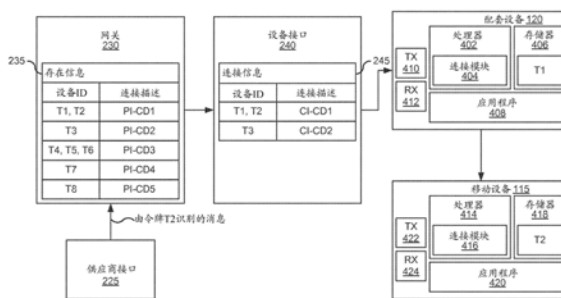 网关
230
235
存在信息
设备ID 连接描述
T1, T2 PI-CD1
T3 PI-CD2
T4, T5, T6 PI-CD3
T7 PI-CD4
T8 PI-CD5
由令牌T2识别的消息
供应商接口
225
设备接口
240
245
连接信息
设备ID 连接描述
T1, T2 CI-CD1
T3 CI-CD2
配套设备 120
TX
410
RX
412
处理器
402
连接模块
404
存储器
406
T1
应用程序
408
移动设备 115
TX
422
RX
424
处理器
414
连接模块
416
存储器
418
T2
应用程序
420